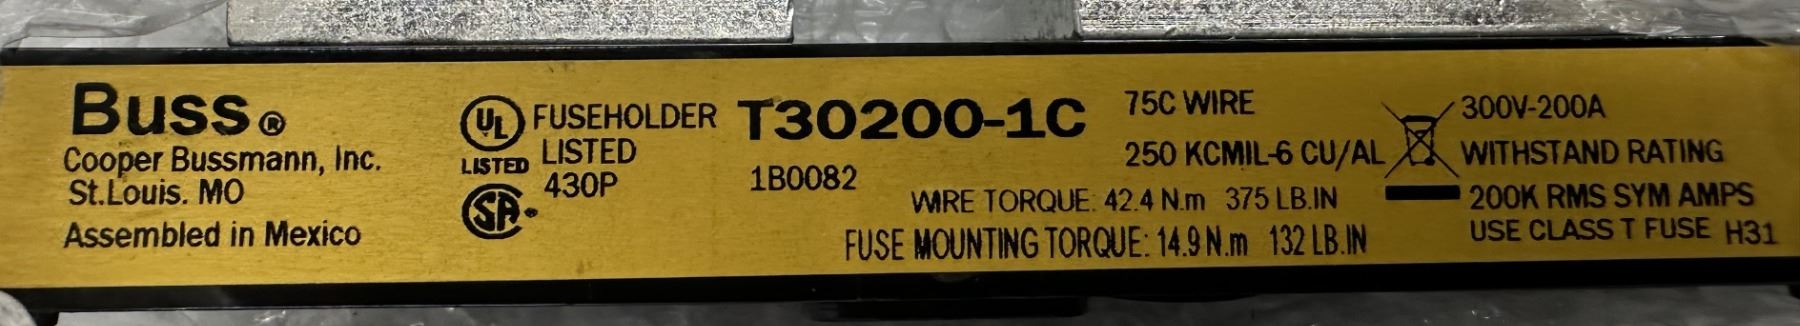 Buss®
Cooper Bussmann, Inc.
St.Louis. MO
Assembled in Mexico
UL
LISTED
SA
FUSEHOLDER
LISTED
430P
T30200-1C
1B0082
75C WIRE
250 KCMIL-6 CU/AL
WIRE TORQUE: 42.4 N.m 375 LB.IN
FUSE MOUNTING TORQUE: 14.9 N.m 132 LB.IN
300V-200A
WITHSTAND RATING
200K RMS SYM AMPS
USE CLASS T FUSE H31